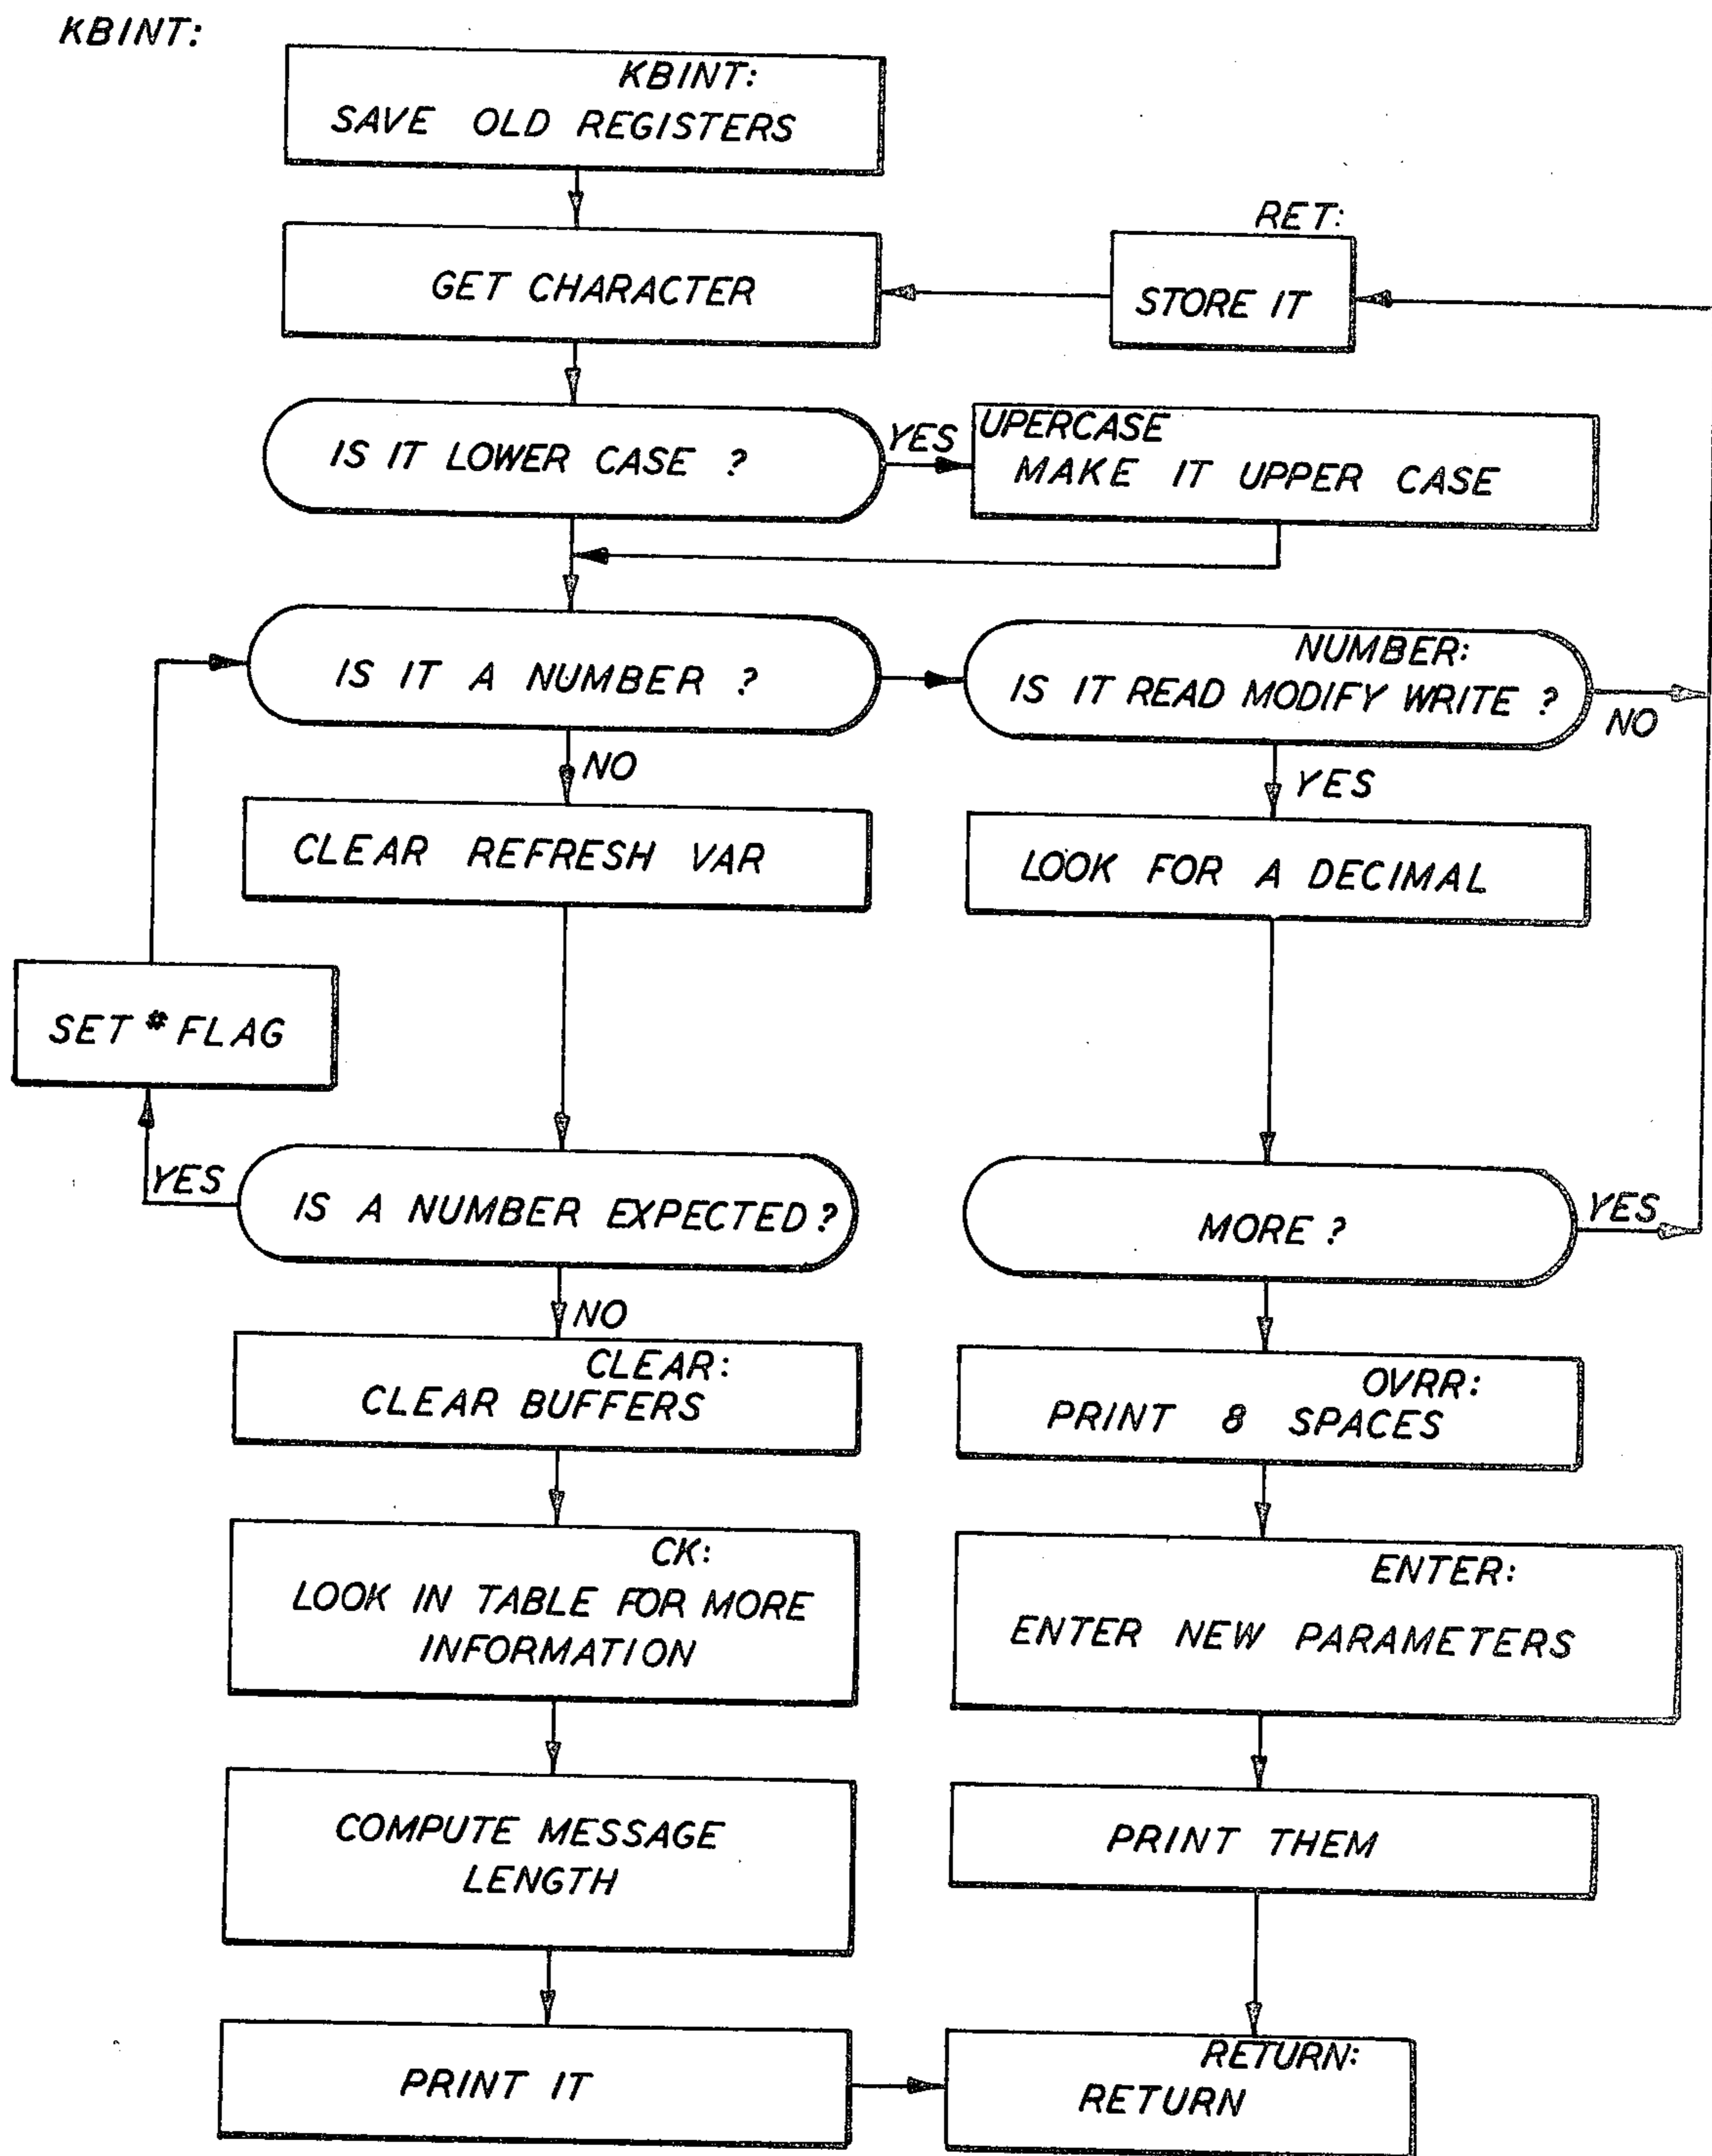 KBINT:
KBINT:
SAVE OLD REGISTERS
GET CHARACTER
RET:
STORE IT
IS IT LOWER CASE ?
YES
UPERCASE
MAKE IT UPPER CASE
IS IT A NUMBER ?
NUMBER:
IS IT READ MODIFY WRITE ?
NO
NO
YES
CLEAR REFRESH VAR
LOOK FOR A DECIMAL
SET # FLAG
YES
IS A NUMBER EXPECTED?
MORE ?
YES
NO
CLEAR:
CLEAR BUFFERS
OVRR:
PRINT 8 SPACES
CK:
LOOK IN TABLE FOR MORE
INFORMATION
ENTER:
ENTER NEW PARAMETERS
COMPUTE MESSAGE
LENGTH
PRINT THEM
PRINT IT
RETURN:
RETURN